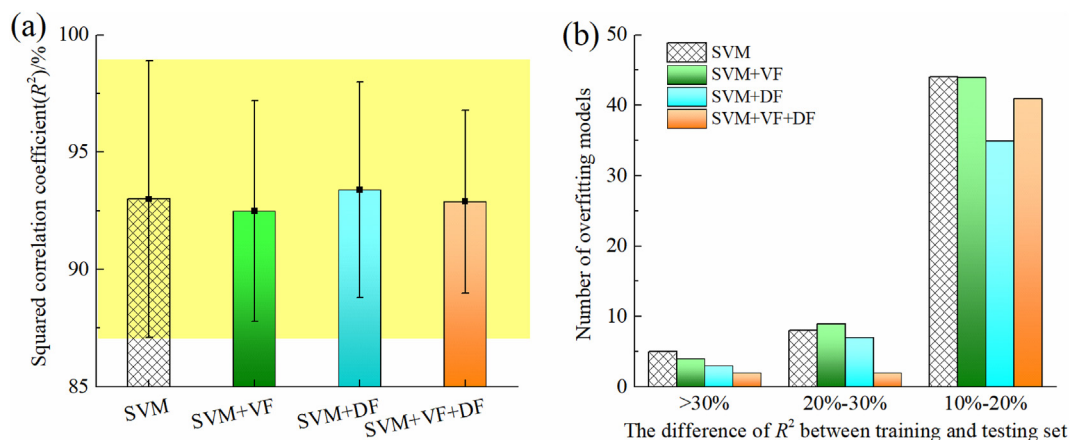 (a)
Squared correlation coefficient(R²)/%
100
95
90
85
SVM
SVM+VF
SVM+DF
SVM+VF+DF
(b)
Number of overfitting models
50
40
30
20
10
0
SVM
SVM+VF
SVM+DF
SVM+VF+DF
>30%
20%-30%
10%-20%
The difference of R² between training and testing set